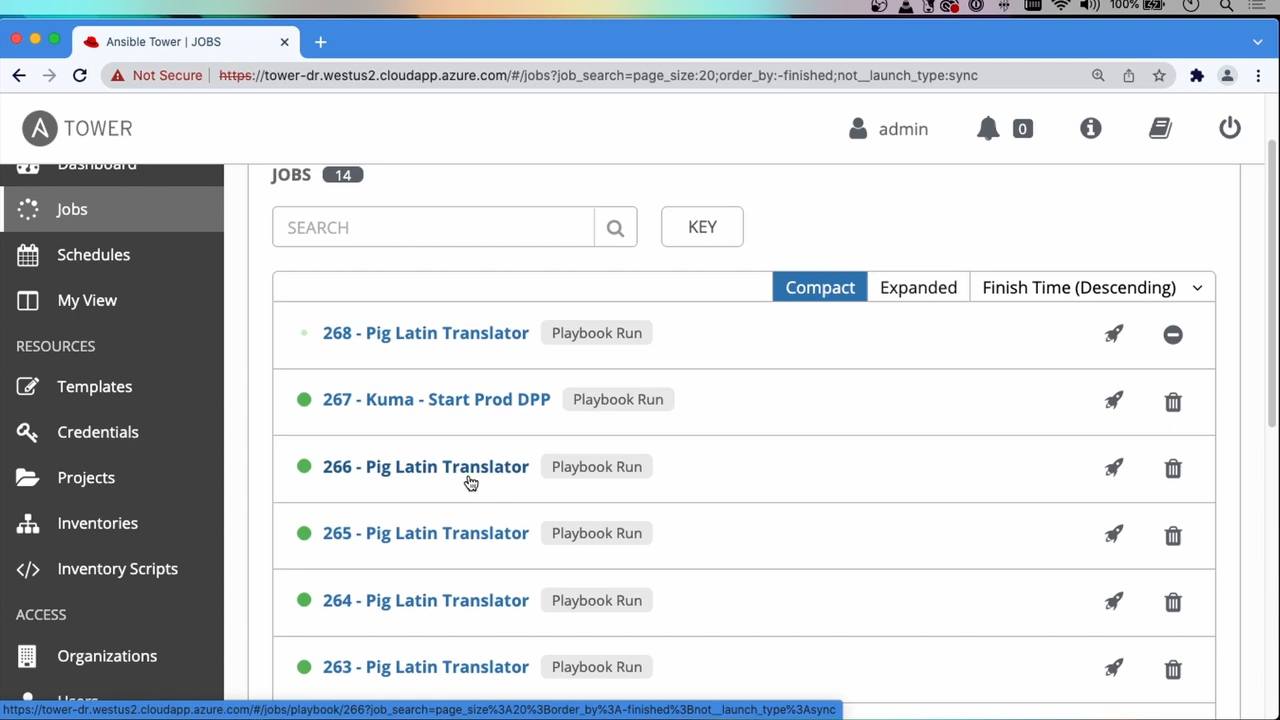 100%
Ansible Tower | JOBS
Not Secure https://tower-dr.westus2.cloudapp.azure.com/#/jobs?job_search=page_size:20;order_by:-finished;not__launch_type:sync
TOWER
admin
0
Dashboard
JOBS 14
Jobs
SEARCH
KEY
Schedules
Compact
Expanded
Finish Time (Descending)
My View
268 - Pig Latin Translator Playbook Run
RESOURCES
Templates
267 - Kuma - Start Prod DPP Playbook Run
Credentials
266 - Pig Latin Translator Playbook Run
Projects
Inventories
265 - Pig Latin Translator Playbook Run
Inventory Scripts
264 - Pig Latin Translator Playbook Run
ACCESS
Organizations
263 - Pig Latin Translator Playbook Run
Users
https://tower-dr.westus2.cloudapp.azure.com/#/jobs/playbook/266?job_search=page_size%3A20%3Border_by%3A-finished%3Bnot__launch_type%3Async